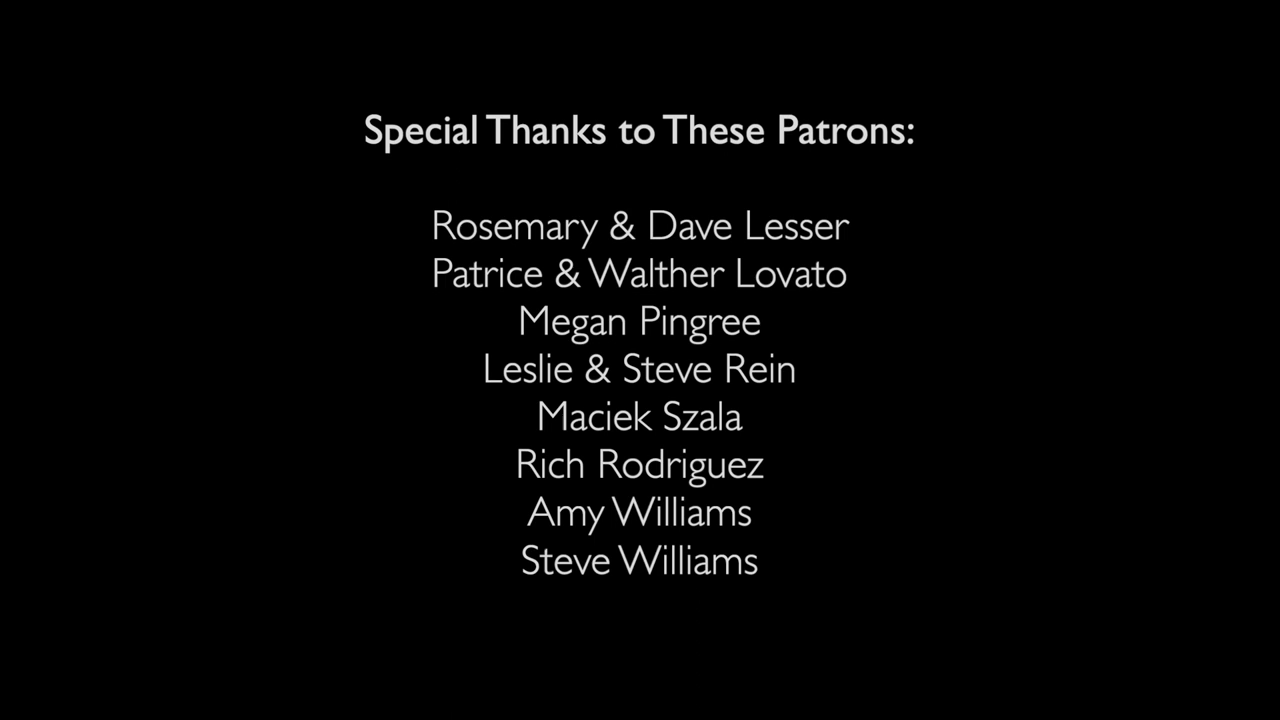 Special Thanks to These Patrons:
Rosemary & Dave Lesser
Patrice & Walther Lovato
Megan Pingree
Leslie & Steve Rein
Maciek Szala
Rich Rodriguez
Amy Williams
Steve Williams